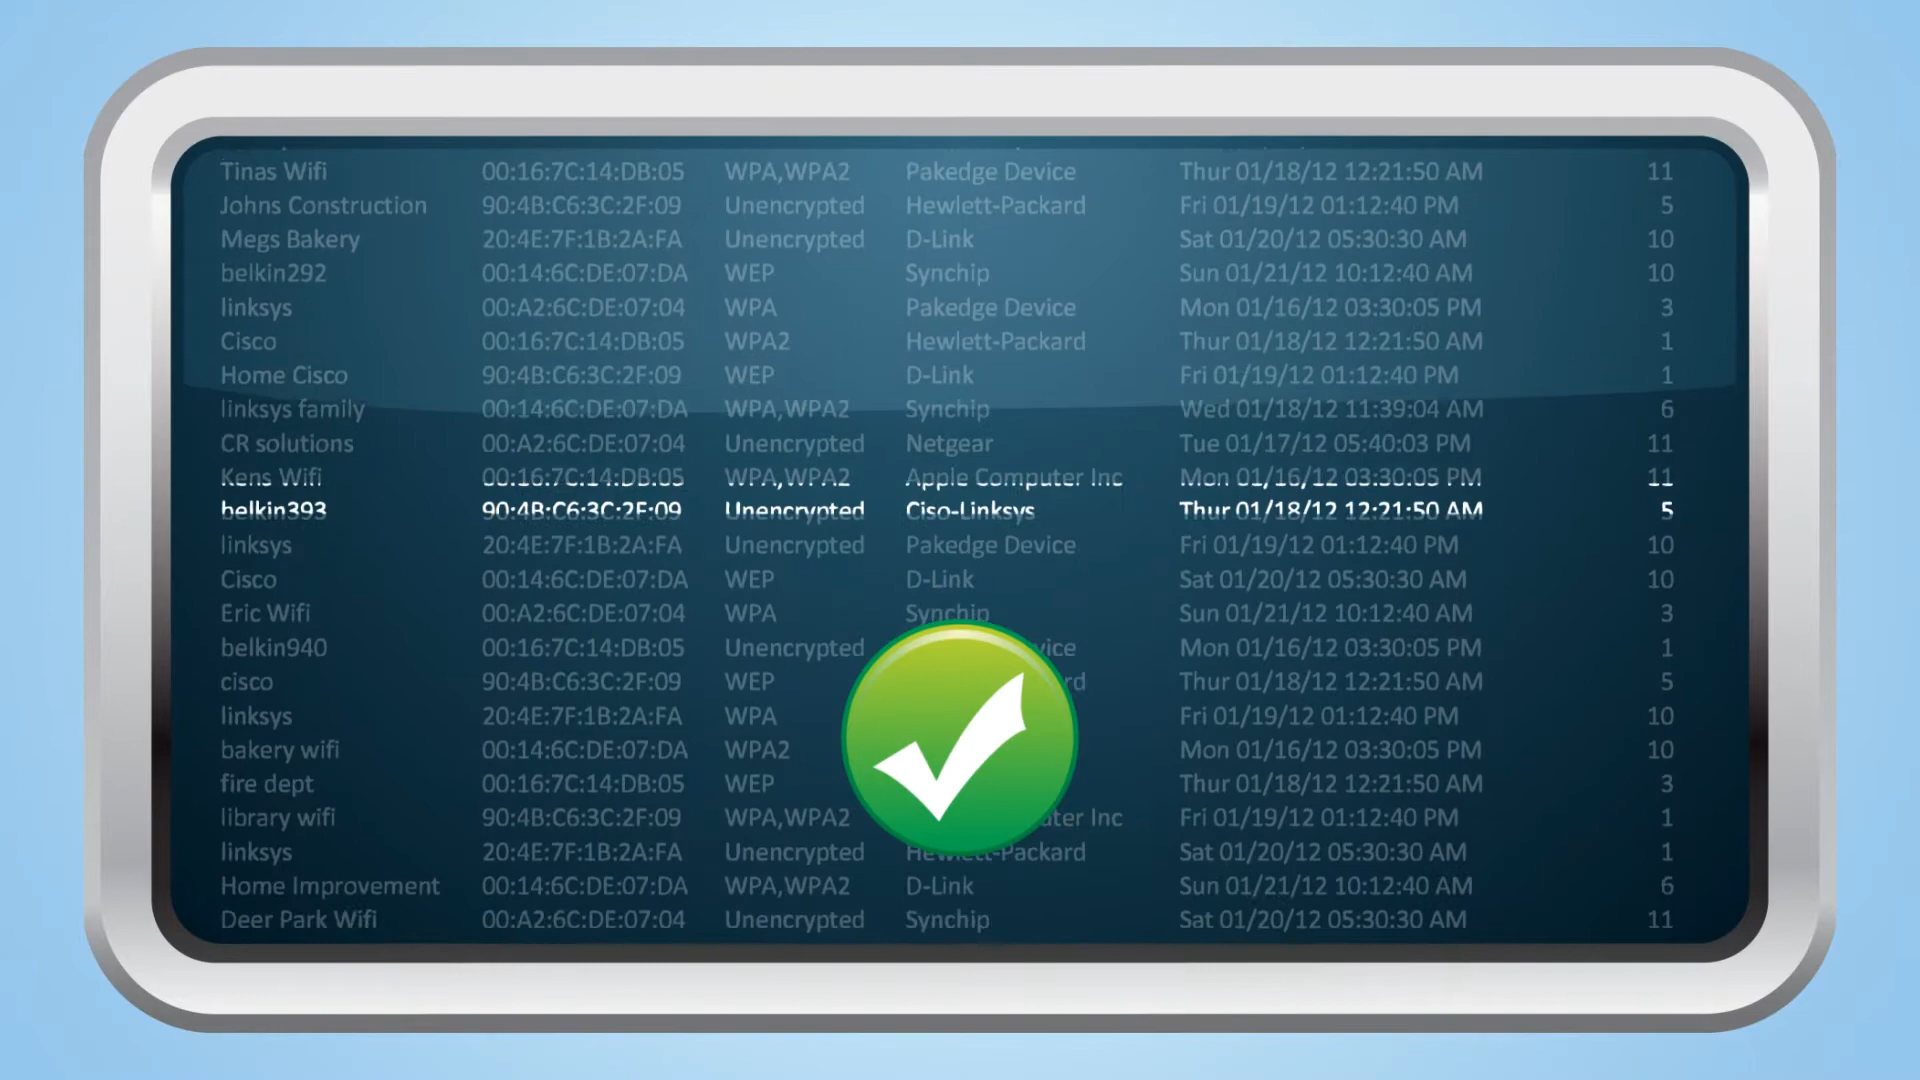 Tinas Wifi 00:16:7C:14:DB:05 WPA,WPA2 Pakedge Device Thur 01/18/12 12:21:50 AM 11
Johns Construction 90:4B:C6:3C:2F:09 Unencrypted Hewlett-Packard Fri 01/19/12 01:12:40 PM 5
Megs Bakery 20:4E:7F:1B:2A:FA Unencrypted D-Link Sat 01/20/12 05:30:30 AM 10
belkin292 00:14:6C:DE:07:DA WEP Synchip Sun 01/21/12 10:12:40 AM 10
linksys 00:A2:6C:DE:07:04 WPA Pakedge Device Mon 01/16/12 03:30:05 PM 3
Cisco 00:16:7C:14:DB:05 WPA2 Hewlett-Packard Thur 01/18/12 12:21:50 AM 1
Home Cisco 90:4B:C6:3C:2F:09 WEP D-Link Fri 01/19/12 01:12:40 PM 1
linksys family 00:14:6C:DE:07:DA WPA,WPA2 Synchip Wed 01/18/12 11:39:04 AM 6
CR solutions 00:A2:6C:DE:07:04 Unencrypted Netgear Tue 01/17/12 05:40:03 PM 11
Kens Wifi 00:16:7C:14:DB:05 WPA,WPA2 Apple Computer Inc Mon 01/16/12 03:30:05 PM 11
belkin393 90:4B:C6:3C:2F:09 Unencrypted Ciso-Linksys Thur 01/18/12 12:21:50 AM 5
linksys 20:4E:7F:1B:2A:FA Unencrypted Pakedge Device Fri 01/19/12 01:12:40 PM 10
Cisco 00:14:6C:DE:07:DA WEP D-Link Sat 01/20/12 05:30:30 AM 10
Eric Wifi 00:A2:6C:DE:07:04 WPA Synchip Sun 01/21/12 10:12:40 AM 3
belkin940 00:16:7C:14:DB:05 Unencrypted Mon 01/16/12 03:30:05 PM 1
cisco 90:4B:C6:3C:2F:09 WEP Thur 01/18/12 12:21:50 AM 5
linksys 20:4E:7F:1B:2A:FA WPA Fri 01/19/12 01:12:40 PM 10
bakery wifi 00:14:6C:DE:07:DA WPA2 Mon 01/16/12 03:30:05 PM 10
fire dept 00:16:7C:14:DB:05 WEP Thur 01/18/12 12:21:50 AM 3
library wifi 90:4B:C6:3C:2F:09 WPA,WPA2 Inc Fri 01/19/12 01:12:40 PM 1
linksys 20:4E:7F:1B:2A:FA Unencrypted Hewlett-Packard Sat 01/20/12 05:30:30 AM 1
Home Improvement 00:14:6C:DE:07:DA WPA,WPA2 D-Link Sun 01/21/12 10:12:40 AM 6
Deer Park Wifi 00:A2:6C:DE:07:04 Unencrypted Synchip Sat 01/20/12 05:30:30 AM 11